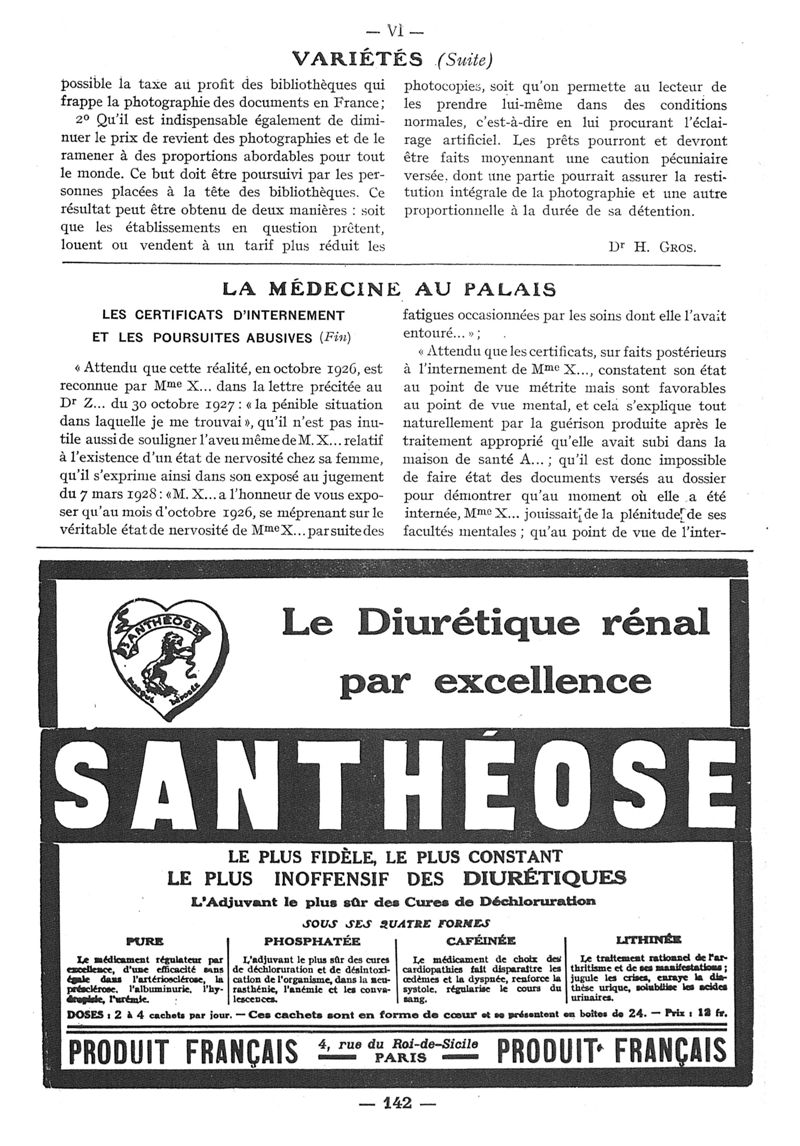 — VI —
VARIÉTÉS (Suite)
possible la taxe au profit des bibliothèques qui
frappe la photographie des documents en France;
2º Qu'il est indispensable également de dimi-
nuer le prix de revient des photographies et de le
ramener à des proportions abordables pour tout
le monde. Ce but doit être poursuivi par les per-
sonnes placées à la tête des bibliothèques. Ce
résultat peut être obtenu de deux manières : soit
que les établissements en question prêtent,
louent ou vendent à un tarif plus réduit les
photocopies, soit qu'on permette au lecteur de
les prendre lui-même dans des conditions
normales, c'est-à-dire en lui procurant l'éclai-
rage artificiel. Les prêts pourront et devront
être faits moyennant une caution pécuniaire
versée. dont une partie pourrait assurer la resti-
tution intégrale de la photographie et une autre
proportionnelle à la durée de sa détention.
Dr H. GROS.
LA MÉDECINE AU PALAIS
LES CERTIFICATS D'INTERNEMENT
ET LES POURSUITES ABUSIVES (Fin)
« Attendu que cette réalité, en octobre 1926, est
reconnue par Mme X... dans la lettre précitée au
Dr Z... du 30 octobre 1927 : « la pénible situation
dans laquelle je me trouvai », qu'il n'est pas inu-
tile aussi de souligner l'aveu même de M. X... relatif
à l'existence d'un état de nervosité chez sa femme,
qu'il s'exprime ainsi dans son exposé au jugement
du 7 mars 1928 : «M. X... a l'honneur de vous expo-
ser qu'au mois d'octobre 1926, se méprenant sur le
véritable état de nervosité de Mme X... par suite des
fatigues occasionnées par les soins dont elle l'avait
entouré... » ;
« Attendu que les certificats, sur faits postérieurs
à l'internement de Mme X..., constatent son état
au point de vue métrite mais sont favorables
au point de vue mental, et cela s'explique tout
naturellement par la guérison produite après le
traitement approprié qu'elle avait subi dans la
maison de santé A... ; qu'il est donc impossible
de faire état des documents versés au dossier
pour démontrer qu'au moment où elle a été
internée, Mme X... jouissait de la plénitude de ses
facultés mentales ; qu'au point de vue de l'inter-
SANTHÉOSE
Marque Déposée
Le Diurétique rénal
par excellence
SANTHÉOSE
LE PLUS FIDÈLE, LE PLUS CONSTANT
LE PLUS INOFFENSIF DES DIURÉTIQUES
L'Adjuvant le plus sûr des Cures de Déchloruration
SOUS SES QUATRE FORMES
PURE
Le médicament régulateur par
excellence, d'une efficacité sans
égale dans l'artériosclérose, la
présclérose, l'albuminurie, l'hy-
dropisie, l'urémie.
PHOSPHATÉE
L'adjuvant le plus sûr des cures
de déchloruration et de désintoxi-
cation de l'organisme, dans la neu-
rasthénie, l'anémie et les conva-
lescences.
CAFÉINÉE
Le médicament de choix des
cardiopathies fait disparaître les
œdèmes et la dyspnée, renforce la
systole, régularise le cours du
sang.
LITHINÉE
Le traitement rationnel de l'ar-
thritisme et de ses manifestations ;
jugule les crises, enraye la dia-
thèse urique, solubilise les acides
urinaires.
DOSES : 2 à 4 cachets par jour. — Ces cachets sont en forme de cœur et se présentent en boîtes de 24. — Prix : 12 fr.
PRODUIT FRANÇAIS
4, rue du Roi-de-Sicile
PARIS
PRODUIT FRANÇAIS
— 142 —